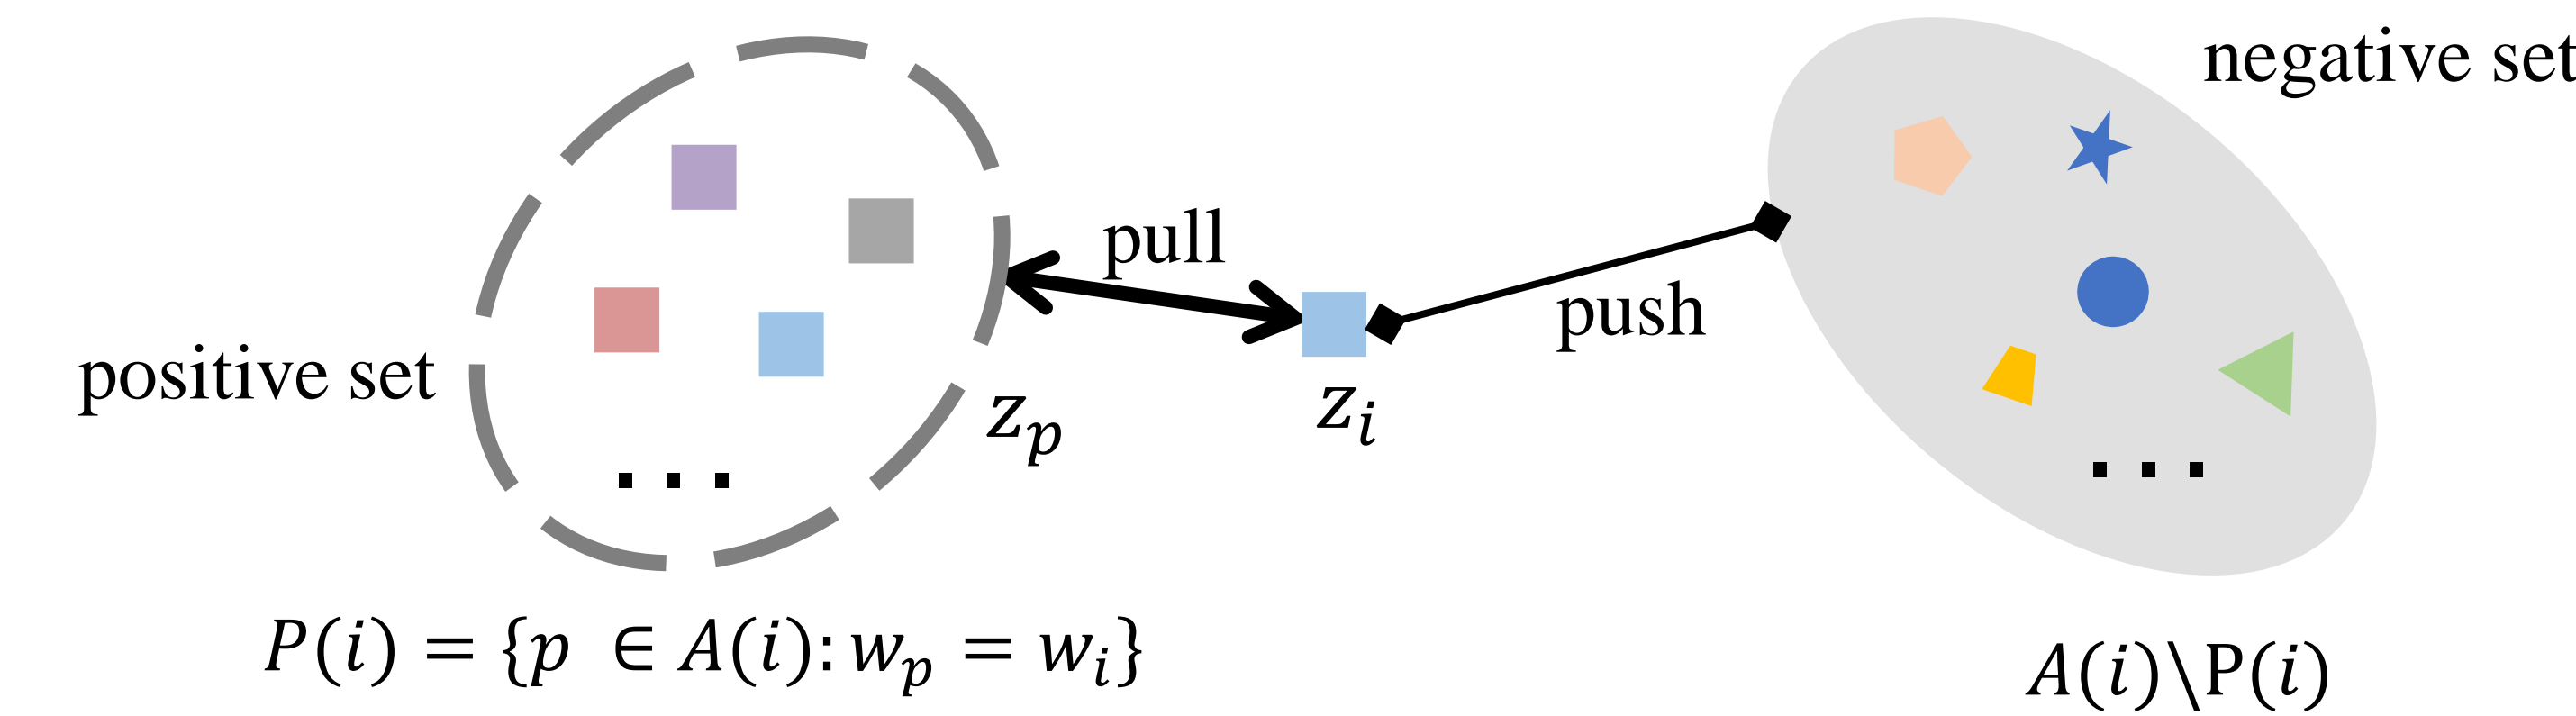 negative set
pull
push
positive set
z_p
z_i
. . .
. . .
P(i) = {p ∈ A(i): w_p = w_i}
A(i)\P(i)